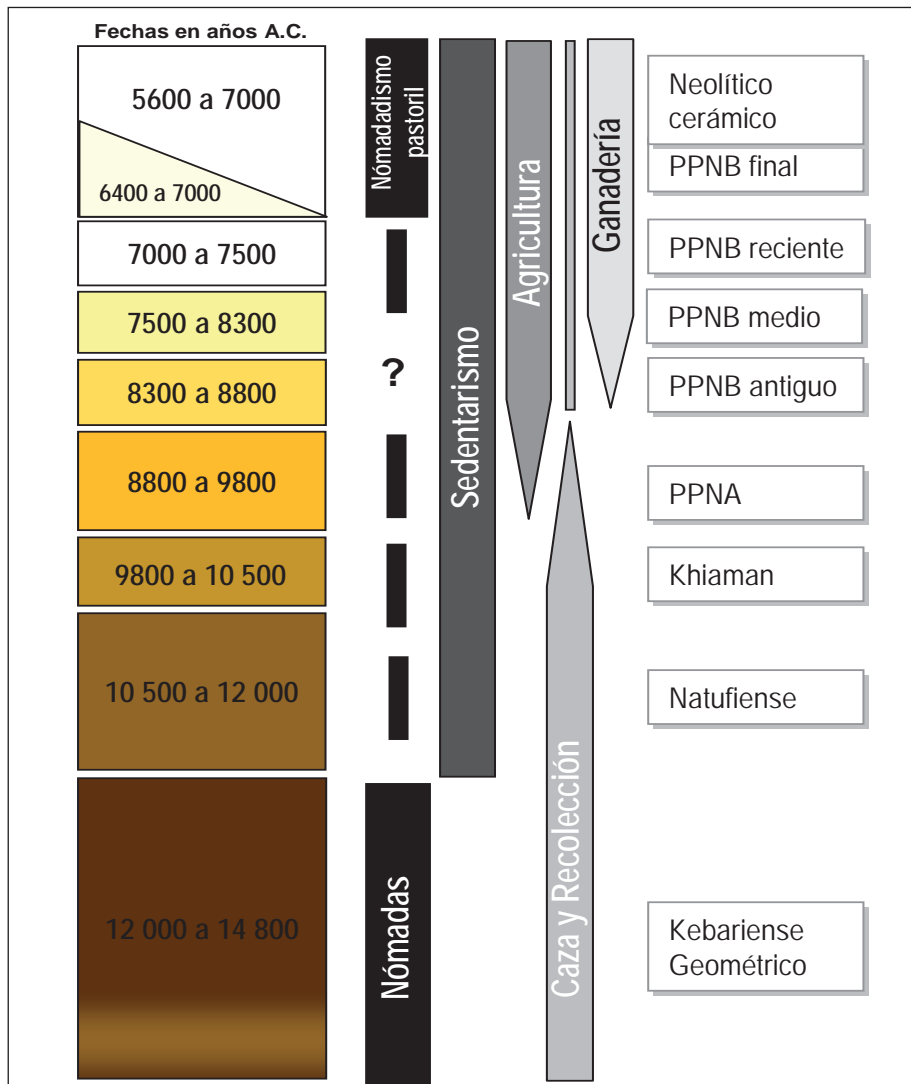 Fechas en años A.C.
5600 a 7000
6400 a 7000
7000 a 7500
7500 a 8300
8300 a 8800
8800 a 9800
9800 a 10 500
10 500 a 12 000
12 000 a 14 800
Nómadadismo
pastoril
?
Nómadas
Sedentarismo
Agricultura
Caza y Recolección
Ganadería
Neolítico
cerámico
PPNB final
PPNB reciente
PPNB medio
PPNB antiguo
PPNA
Khiaman
Natufiense
Kebariense
Geométrico